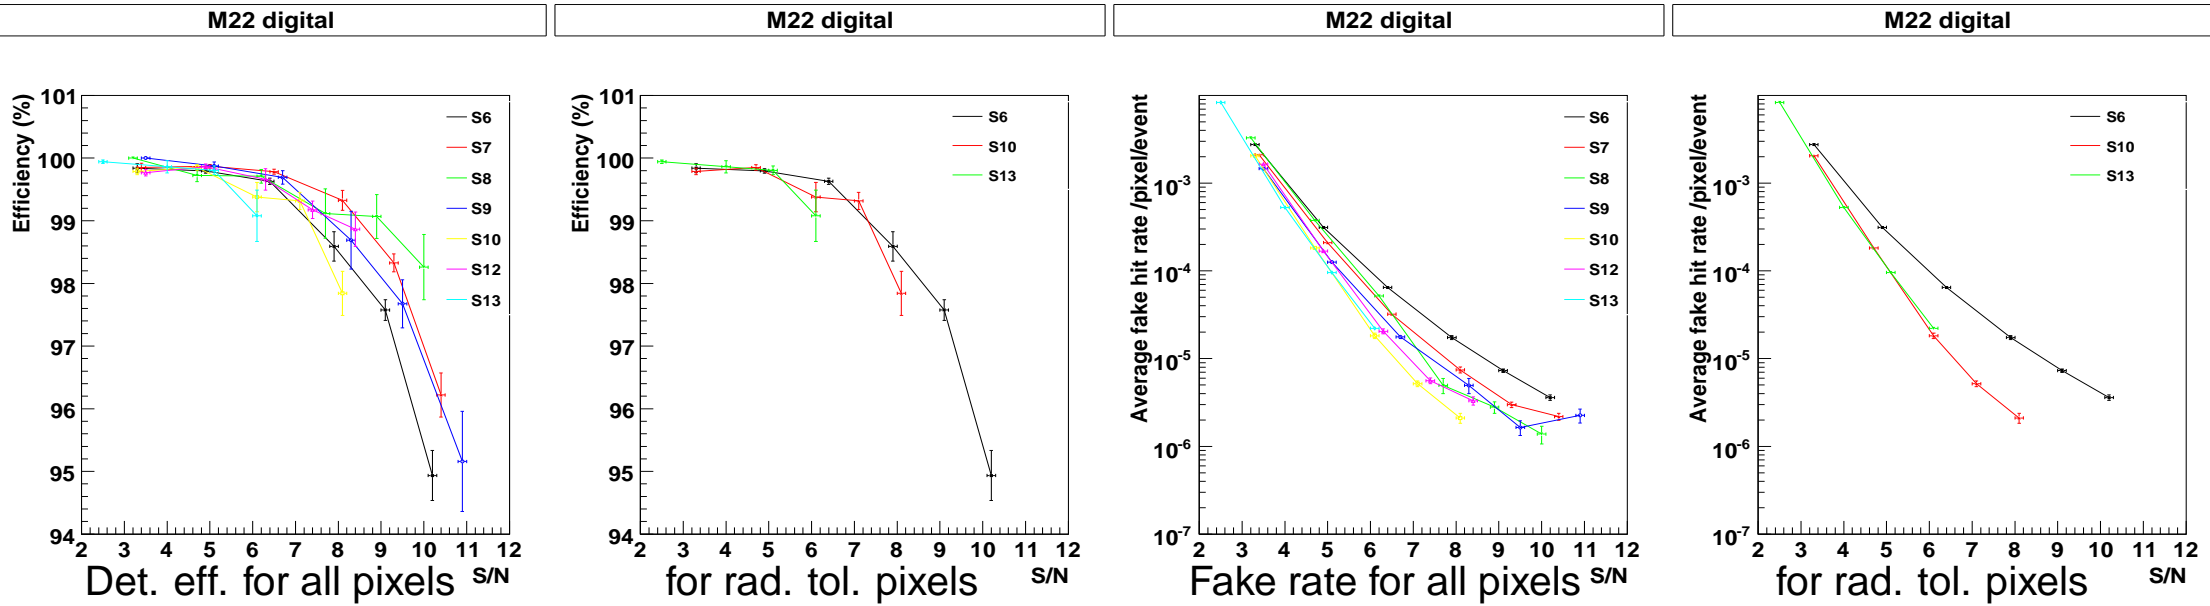 M22 digital
M22 digital
M22 digital
M22 digital
Efficiency (%)
101
100
99
98
97
96
95
94
2 3 4 5 6 7 8 9 10 11 12
S/N
S6
S7
S8
S9
S10
S12
S13
Det. eff. for all pixels
Efficiency (%)
101
100
99
98
97
96
95
94
2 3 4 5 6 7 8 9 10 11 12
S/N
S6
S10
S13
for rad. tol. pixels
Average fake hit rate /pixel/event
10-3
10-4
10-5
10-6
10-7
2 3 4 5 6 7 8 9 10 11 12
S/N
S6
S7
S8
S9
S10
S12
S13
Fake rate for all pixels
Average fake hit rate /pixel/event
10-3
10-4
10-5
10-6
10-7
2 3 4 5 6 7 8 9 10 11 12
S/N
S6
S10
S13
for rad. tol. pixels